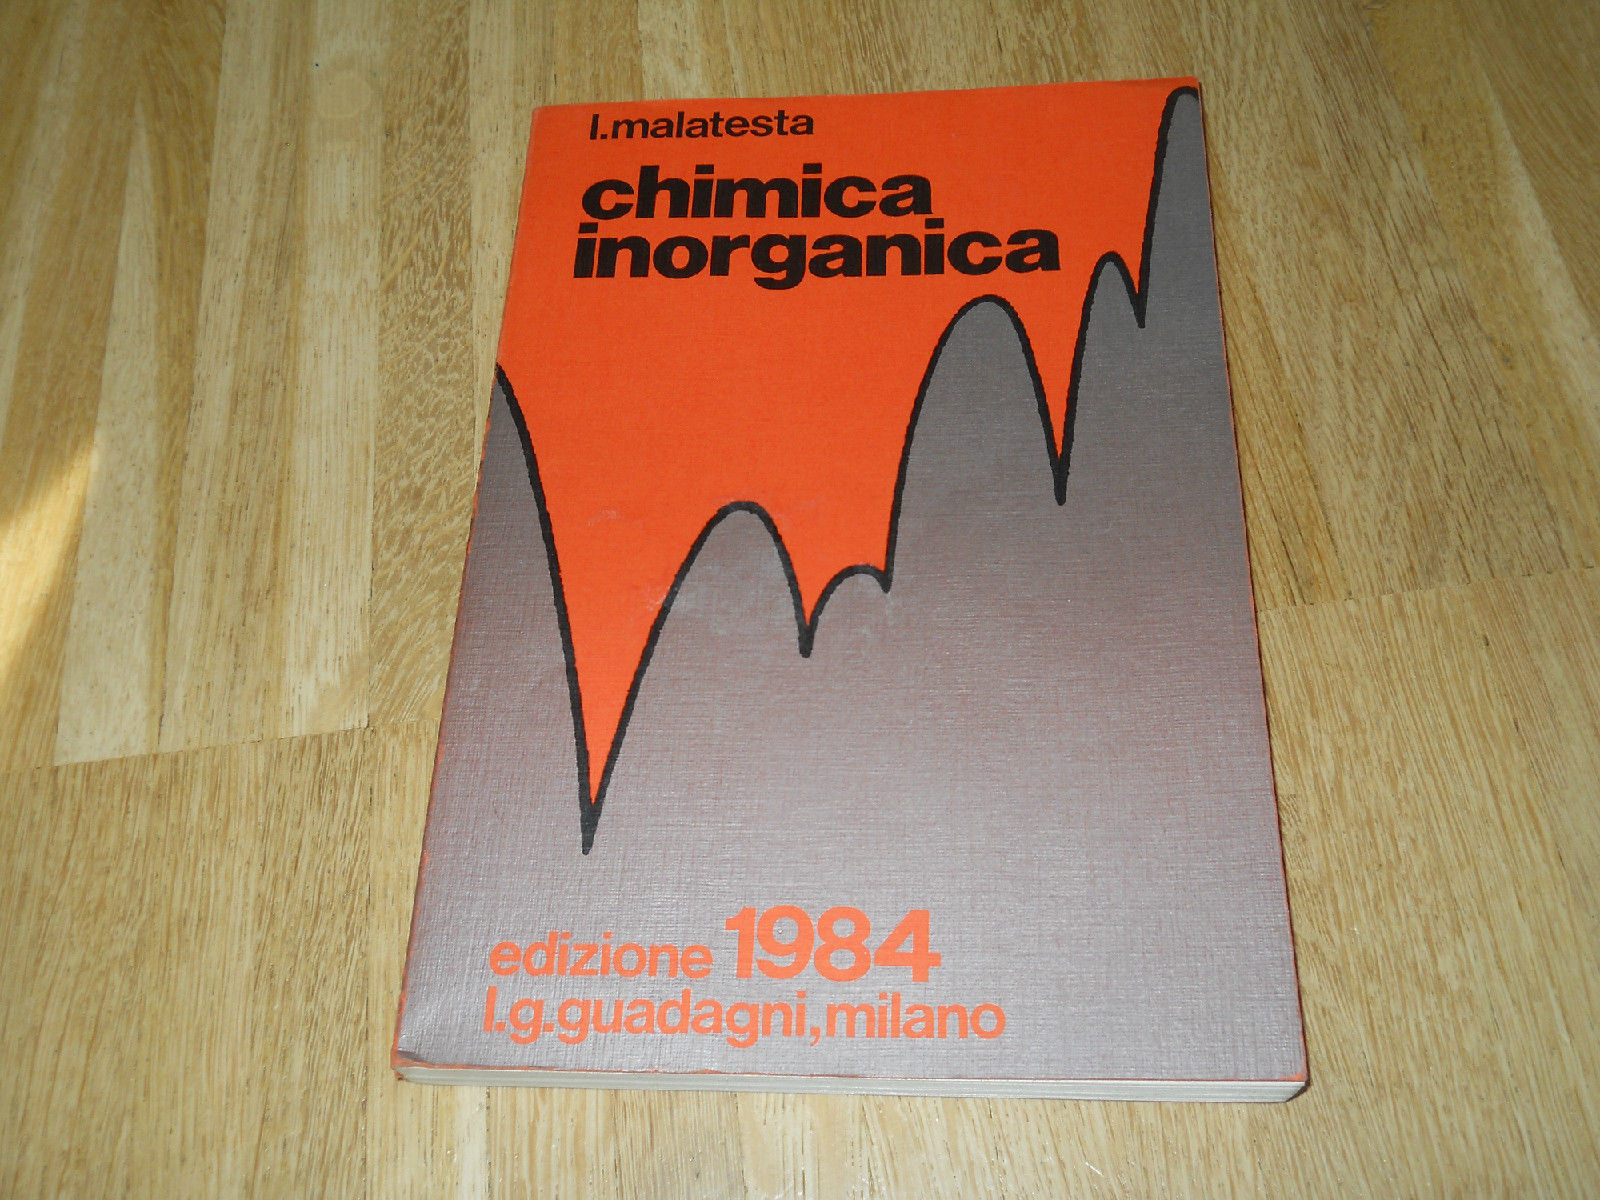 l.malatesta
chimica
inorganica
edizione 1984
l.g.guadagni,milano